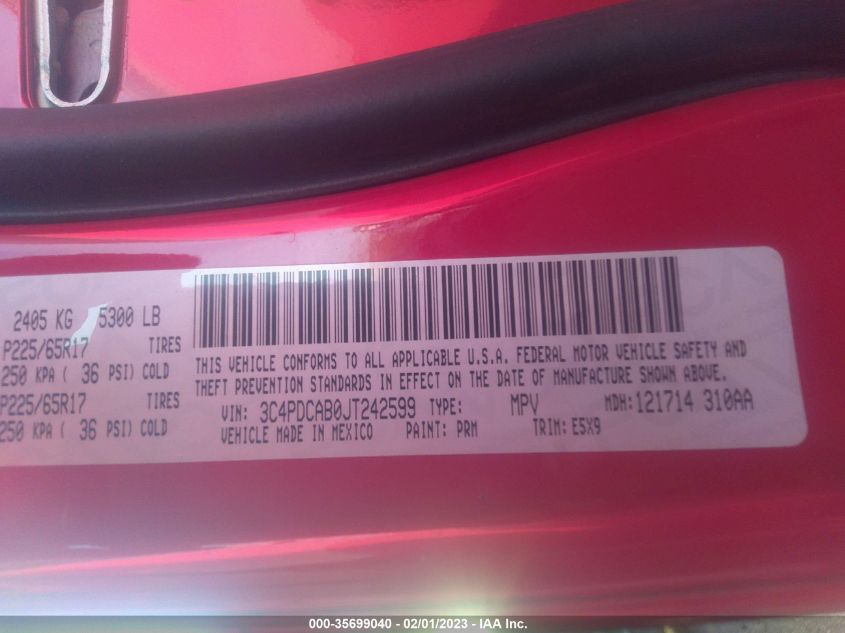 2405 KG 5300 LB
P225/65R17 TIRES
250 KPA ( 36 PSI) COLD
P225/65R17 TIRES
250 KPA ( 36 PSI) COLD
THIS VEHICLE CONFORMS TO ALL APPLICABLE U.S.A. FEDERAL MOTOR VEHICLE SAFETY AND
THEFT PREVENTION STANDARDS IN EFFECT ON THE DATE OF MANUFACTURE SHOWN ABOVE.
VIN: 3C4PDCAB0JT242599 TYPE: MPV MDH: 121714 310AA
VEHICLE MADE IN MEXICO PAINT: PRM TRIM: E5X9
000-35699040 - 02/01/2023 - IAA Inc.